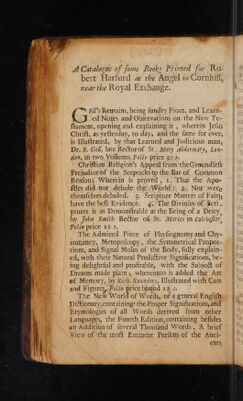 A Catalogue of some Books Printed for Ro-
bert Harford at the Angel in Cornhill,
near the Royal Exchange.
Gell's Remains, being sundry Pious, and Learn-
ed Notes and Observations on the New Te-
stament, opening and explaining it, wherein Jesus
Christ, as yesterday, to day, and the same for ever,
is Illustrated, by that Learned and Judicious man,
Dr. R. Gell, late Rector of St. Mary Aldermary, Lon-
don, in two Volloms, Folio price 30 s.
Christian Religion's Appeal from the Groundless
Prejudice of the Scepticks to the Bar of Common
Reason; Wherein is proved; 1. That the Apo-
stles did not delude the World. 2. Nor were
themselves deluded. 3. Scripture Matters of Faith
have the best Evidence. 4. The Divinity of Scri-
ptures is as Demonstrable as the Being of a Deity,
by John Smith Rector of St. Maries in Colchester,
Folio price 12 s.
The Admired Piece of Physiognomy and Chy-
romancy, Metoposcopy, the Symmetrical Propor-
tions, and Signal Moles of the Body, fully explain-
ed, with their Natural Predictive Significations, be-
ing delightful and profitable, with the Subject of
Dreams made plain; whereunto is added the Art
of Memory, by Rich. Saunders, Illustrated with Cuts
and Figures, Folio price bound 12 s.
The New World of Words, or a general English
Dictionary, containing the Proper Significations, and
Etymologies of all Words derived from other
Languages, the Fourth Edition, containing besides
an Addition of several Thousand Words, A brief
View of the most Eminent Persons of the Anci-
ents